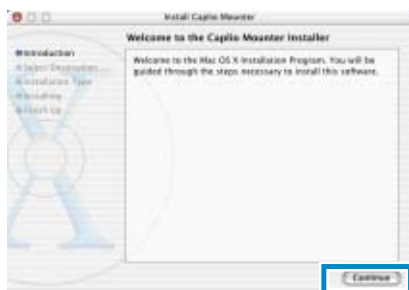 Install Caplio Mounter
Welcome to the Caplio Mounter Installer
Introduction
Select Destination
Installation Type
Installing
Finish Up
Welcome to the Mac OS X Installation Program. You will be
guided through the steps necessary to install this software.
Continue